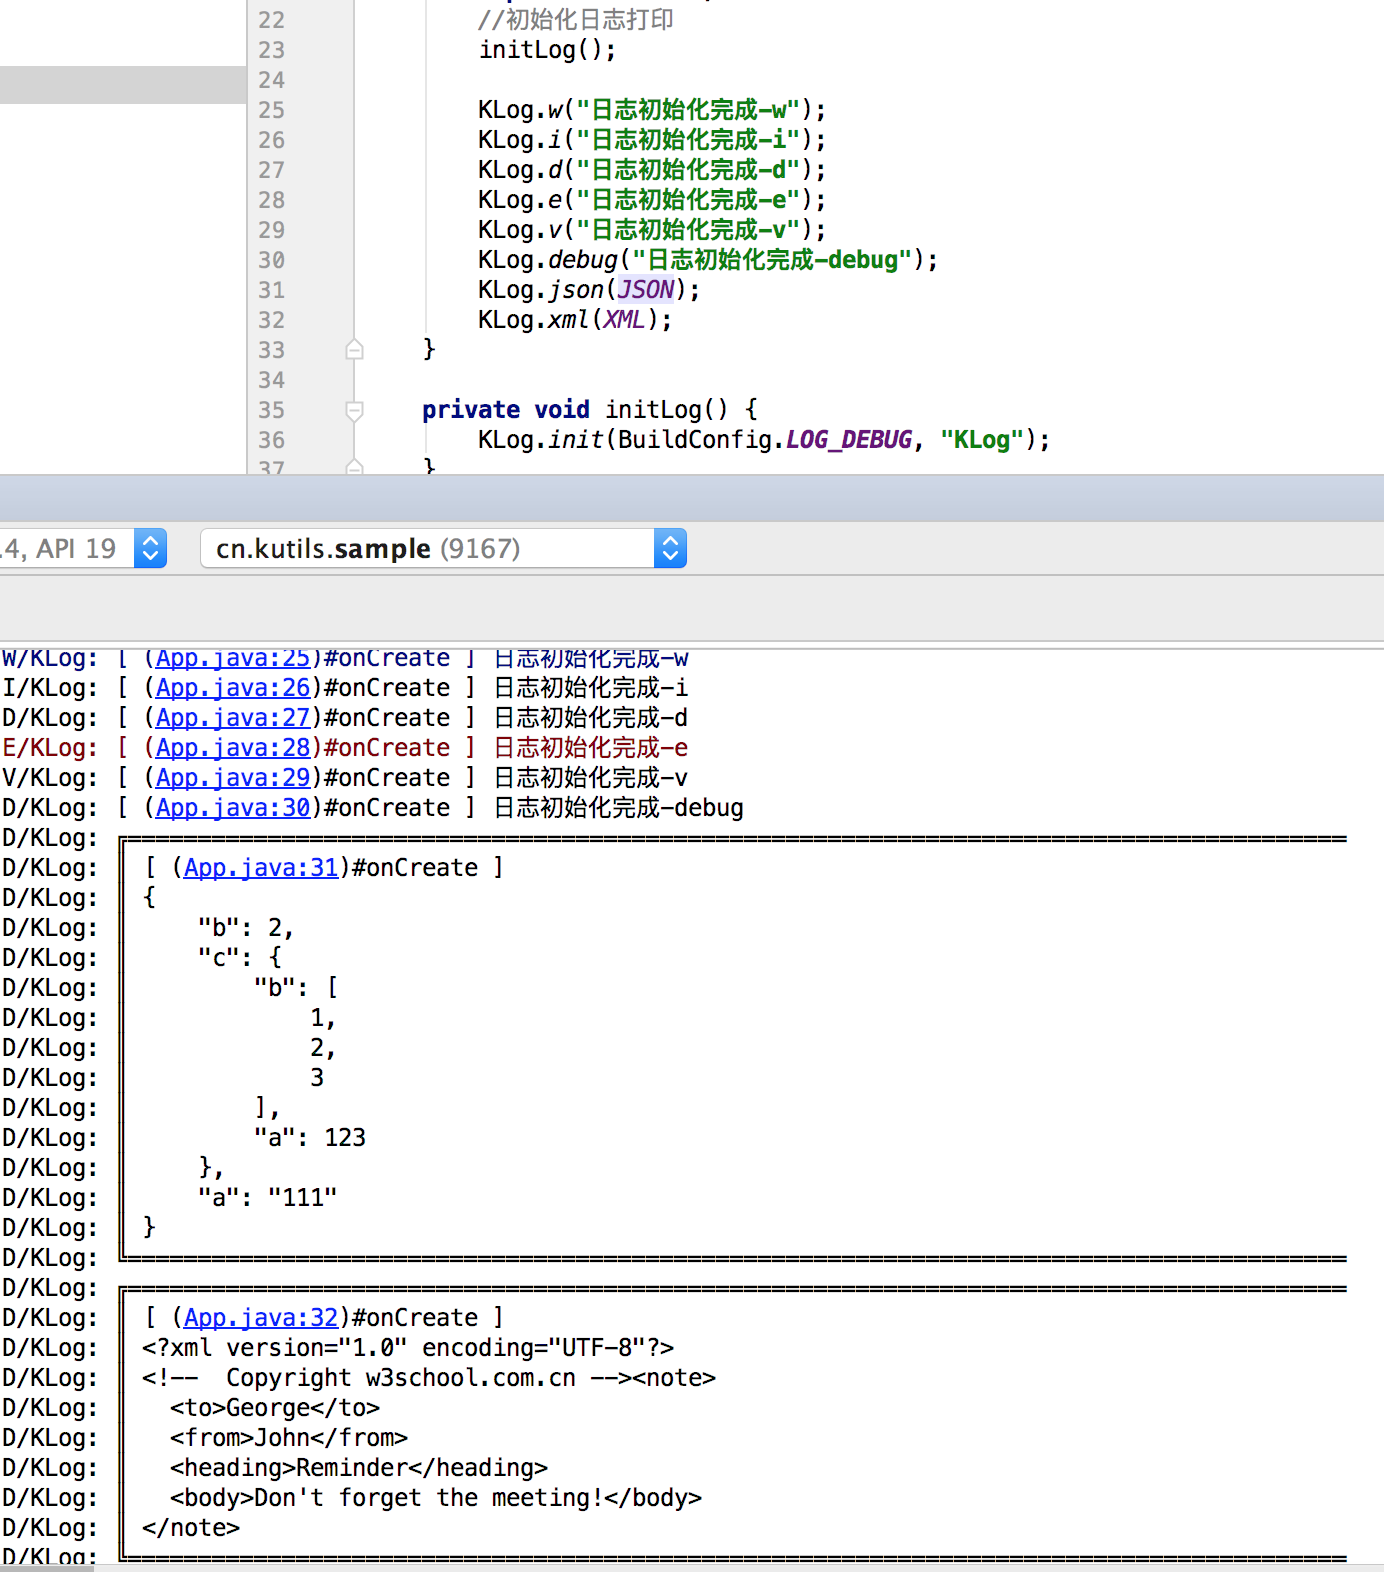 22 //初始化日志打印
23 initLog();
24
25 KLog.w("日志初始化完成-w");
26 KLog.i("日志初始化完成-i");
27 KLog.d("日志初始化完成-d");
28 KLog.e("日志初始化完成-e");
29 KLog.v("日志初始化完成-v");
30 KLog.debug("日志初始化完成-debug");
31 KLog.json(JSON);
32 KLog.xml(XML);
33 }
34
35 private void initLog() {
36 KLog.init(BuildConfig.LOG_DEBUG, "KLog");
37 }
.4, API 19 cn.kutils.sample (9167)
W/KLog: [ (App.java:25)#onCreate ] 日志初始化完成-w
I/KLog: [ (App.java:26)#onCreate ] 日志初始化完成-i
D/KLog: [ (App.java:27)#onCreate ] 日志初始化完成-d
E/KLog: [ (App.java:28)#onCreate ] 日志初始化完成-e
V/KLog: [ (App.java:29)#onCreate ] 日志初始化完成-v
D/KLog: [ (App.java:30)#onCreate ] 日志初始化完成-debug
D/KLog:
D/KLog: [ (App.java:31)#onCreate ]
D/KLog: {
D/KLog: "b": 2,
D/KLog: "c": {
D/KLog: "b": [
D/KLog: 1,
D/KLog: 2,
D/KLog: 3
D/KLog: ],
D/KLog: "a": 123
D/KLog: },
D/KLog: "a": "111"
D/KLog: }
D/KLog:
D/KLog:
D/KLog: [ (App.java:32)#onCreate ]
D/KLog: <?xml version="1.0" encoding="UTF-8"?>
D/KLog: <!--  Copyright w3school.com.cn --><note>
D/KLog: <to>George</to>
D/KLog: <from>John</from>
D/KLog: <heading>Reminder</heading>
D/KLog: <body>Don't forget the meeting!</body>
D/KLog: </note>
D/KLog: